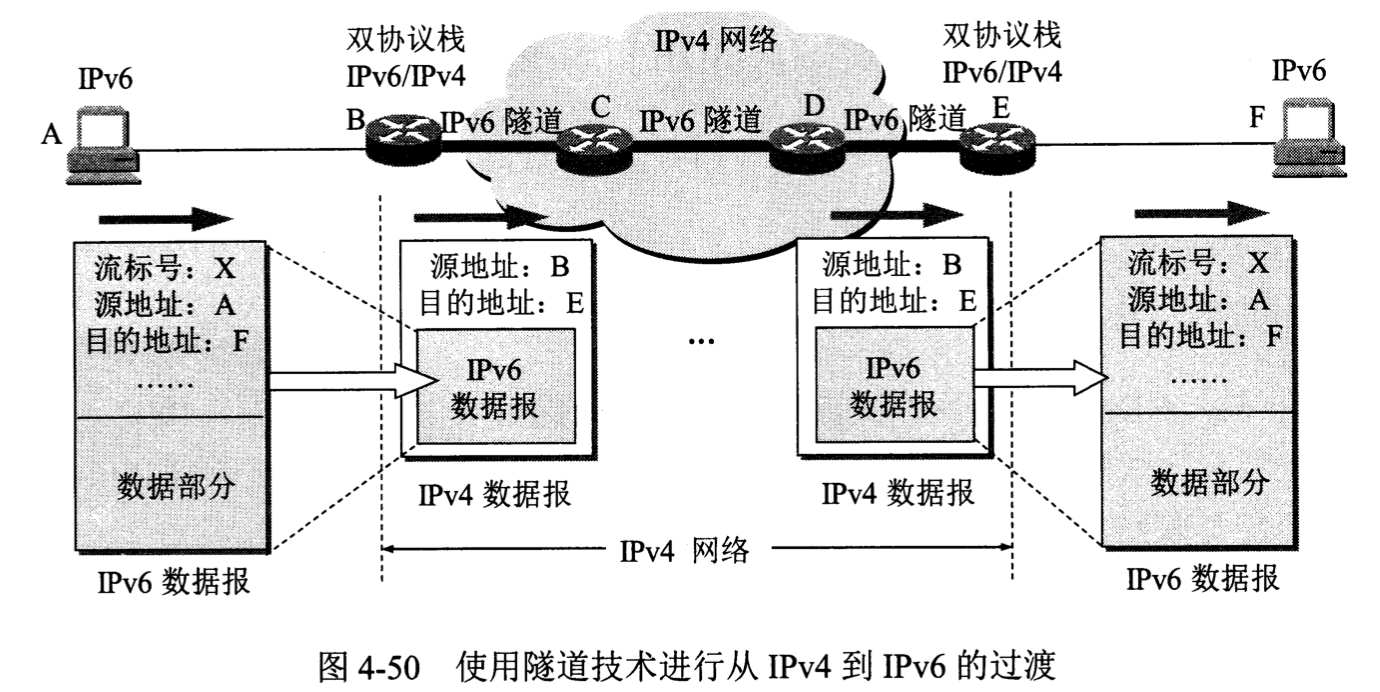 双协议栈
IPv6/IPv4
IPv4 网络
双协议栈
IPv6/IPv4
IPv6
IPv6
A
B
IPv6 隧道
C
IPv6 隧道
D
IPv6 隧道
E
F
流标号：X
源地址：A
目的地址：F
……
数据部分
IPv6 数据报
源地址：B
目的地址：E
IPv6
数据报
IPv4 数据报
...
源地址：B
目的地址：E
IPv6
数据报
IPv4 数据报
流标号：X
源地址：A
目的地址：F
……
数据部分
IPv6 数据报
IPv4 网络
图 4-50 使用隧道技术进行从 IPv4 到 IPv6 的过渡